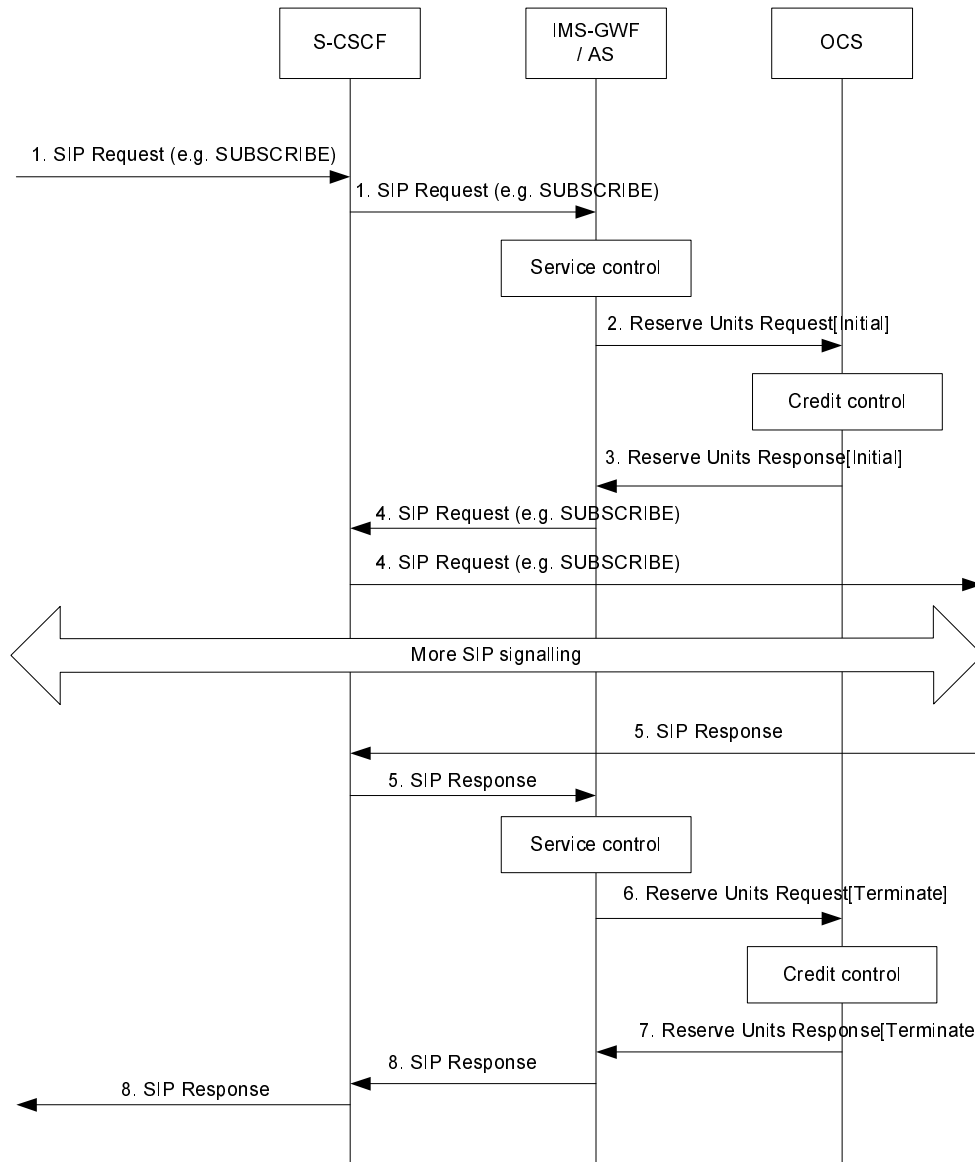 S-CSCF
IMS-GWF
/ AS
OCS
1. SIP Request (e.g. SUBSCRIBE)
1. SIP Request (e.g. SUBSCRIBE)
Service control
2. Reserve Units Request[Initial]
Credit control
3. Reserve Units Response[Initial]
4. SIP Request (e.g. SUBSCRIBE)
4. SIP Request (e.g. SUBSCRIBE)
More SIP signalling
5. SIP Response
5. SIP Response
Service control
6. Reserve Units Request[Terminate]
Credit control
7. Reserve Units Response[Terminate
8. SIP Response
8. SIP Response